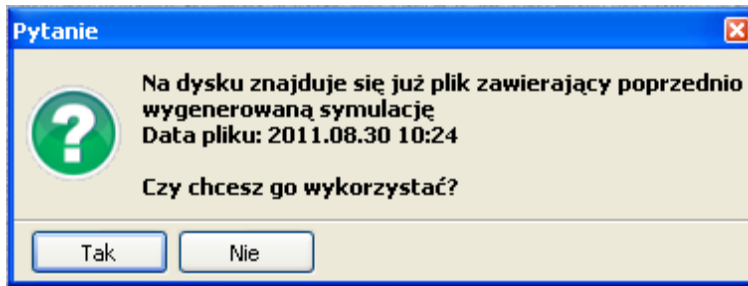 Pytanie
Na dysku znajduje się już plik zawierający poprzednio
wygenerowaną symulację
Data pliku: 2011.08.30 10:24
Czy chcesz go wykorzystać?
Tak
Nie